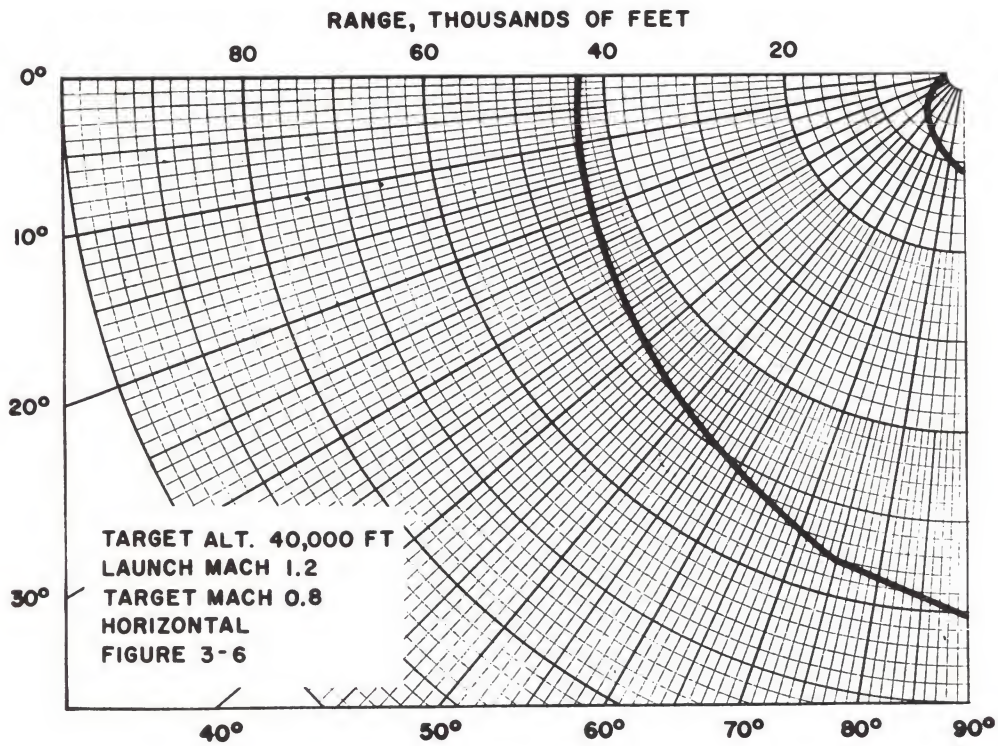 RANGE, THOUSANDS OF FEET
80 60 40 20
0°
10°
20°
30°
TARGET ALT. 40,000 FT
LAUNCH MACH 1.2
TARGET MACH 0.8
HORIZONTAL
FIGURE 3-6
40° 50° 60° 70° 80° 90°